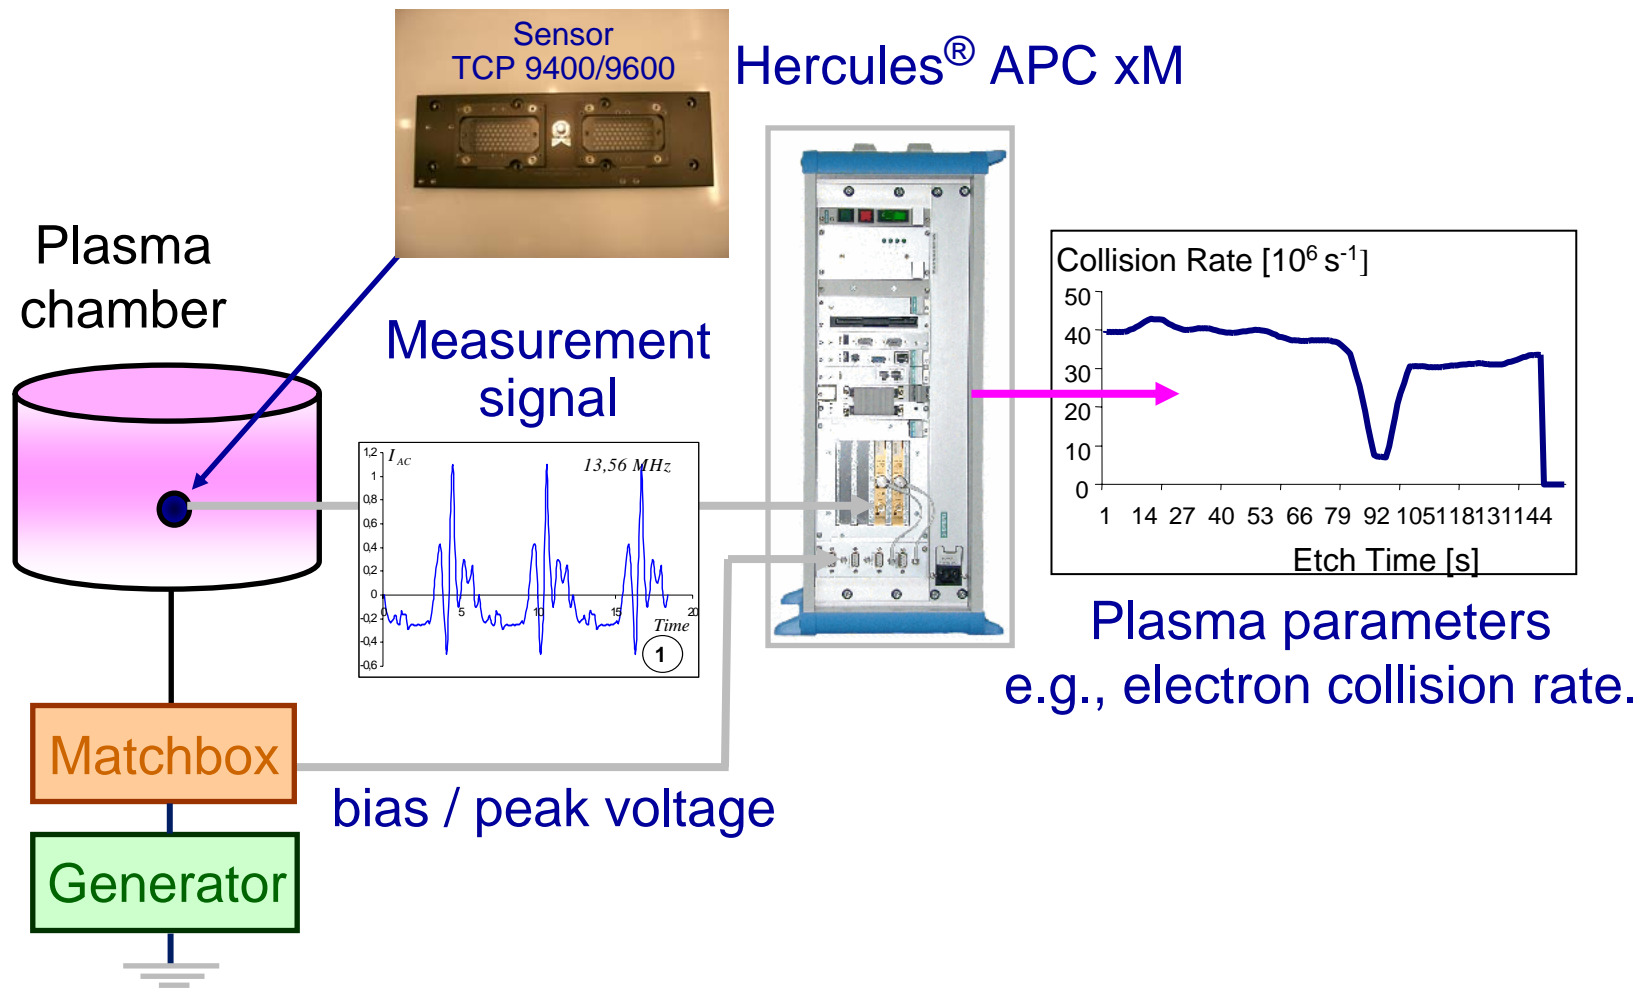 Sensor
TCP 9400/9600
Hercules® APC xM
Plasma
chamber
Measurement
signal
1,2
1
0,8
0,6
0,4
0,2
0
-0,2
-0,4
-0,6
I AC
13,56 MHz
0 5 10 15 20
Time
1
Collision Rate [10⁶ s⁻¹]
50
40
30
20
10
0
1 14 27 40 53 66 79 92 105118131144
Etch Time [s]
Plasma parameters
e.g., electron collision rate.
Matchbox
bias / peak voltage
Generator